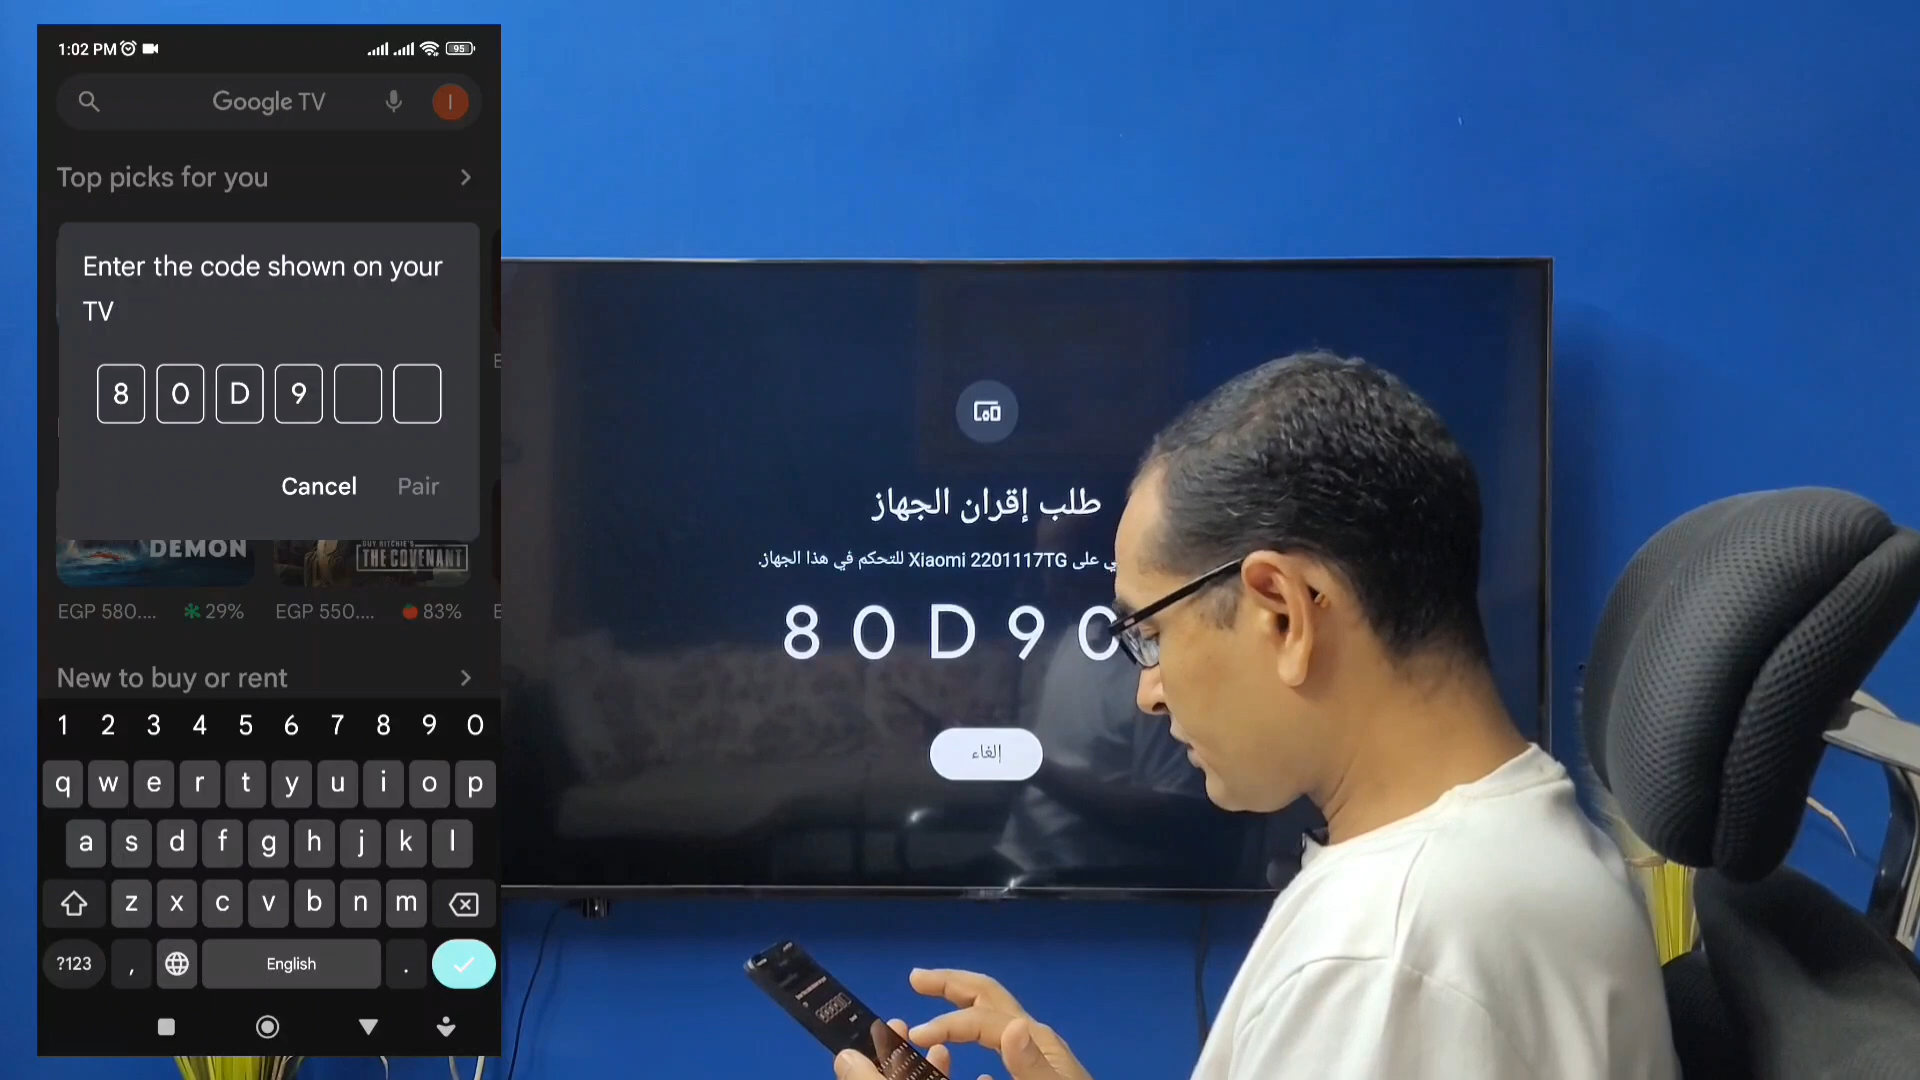 1:02 PM
95
Google TV
I
Top picks for you
Enter the code shown on your
TV
8 0 D 9
Cancel Pair
DEMON
GUY RITCHIE'S
THE COVENANT
EGP 580.... 29% EGP 550.... 83%
New to buy or rent
1 2 3 4 5 6 7 8 9 0
q w e r t y u i o p
a s d f g h j k l
z x c v b n m
?123 , English .
طلب إقران الجهاز
على Xiaomi 2201117TG للتحكم في هذا الجهاز.
8 0 D 9
إلغاء